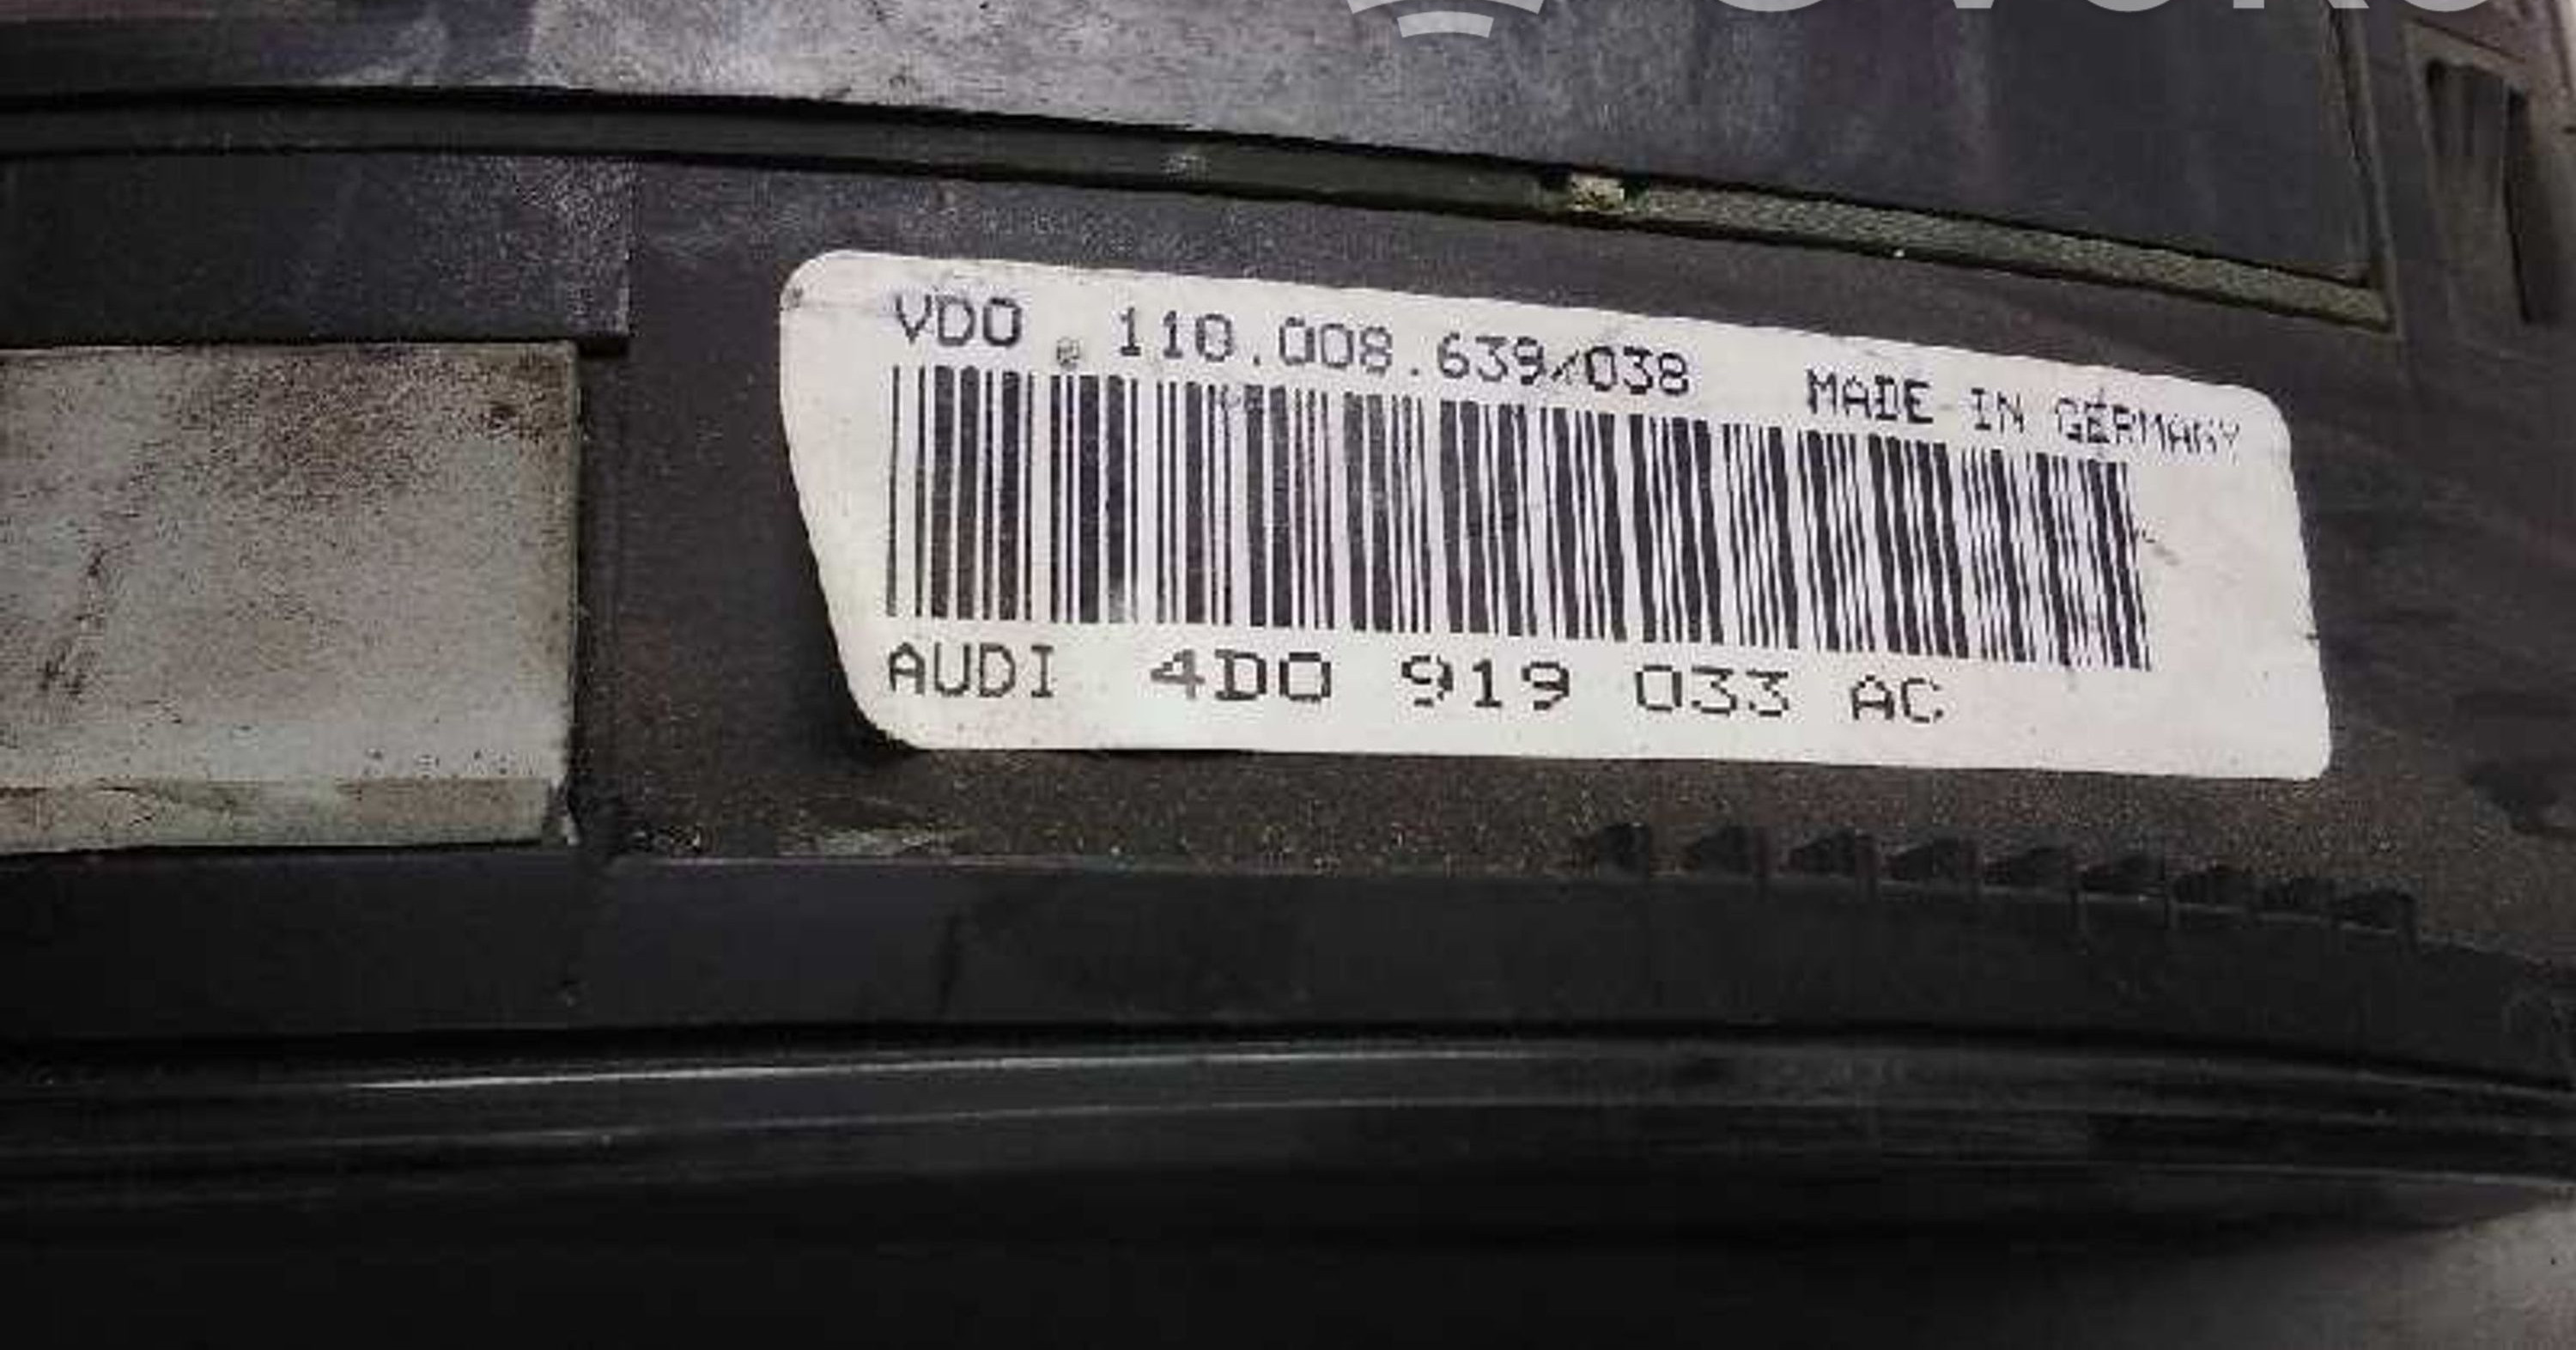 VDO 110.008.639/038 MADE IN GERMANY
AUDI 4D0 919 033 AC